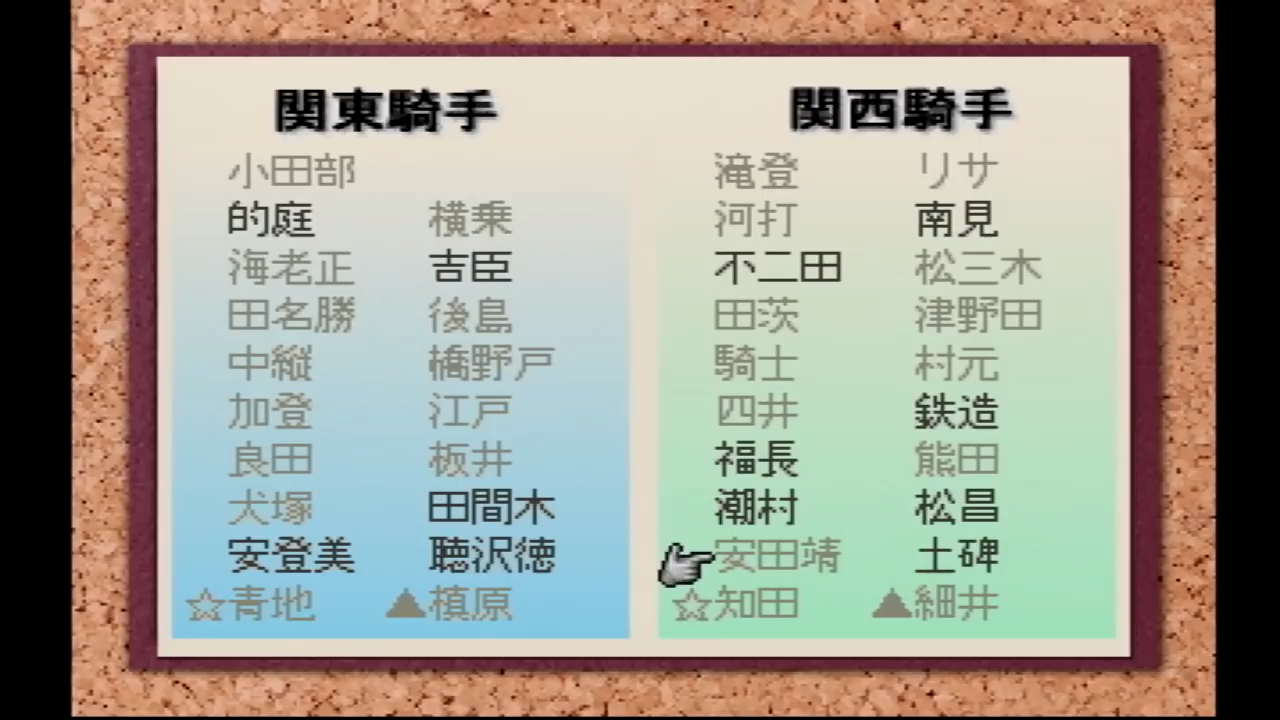 関東騎手
小田部
的庭 横乗
海老正 吉臣
田名勝 後島
中縦 橋野戸
加登 江戸
良田 板井
犬塚 田間木
安登美 聴沢徳
☆青地 ▲植原
関西騎手
滝登 リサ
河打 南見
不二田 松三木
田茨 津野田
騎士 村元
四井 鉄造
福長 熊田
潮村 松昌
安田靖 土碑
☆知田 ▲細井